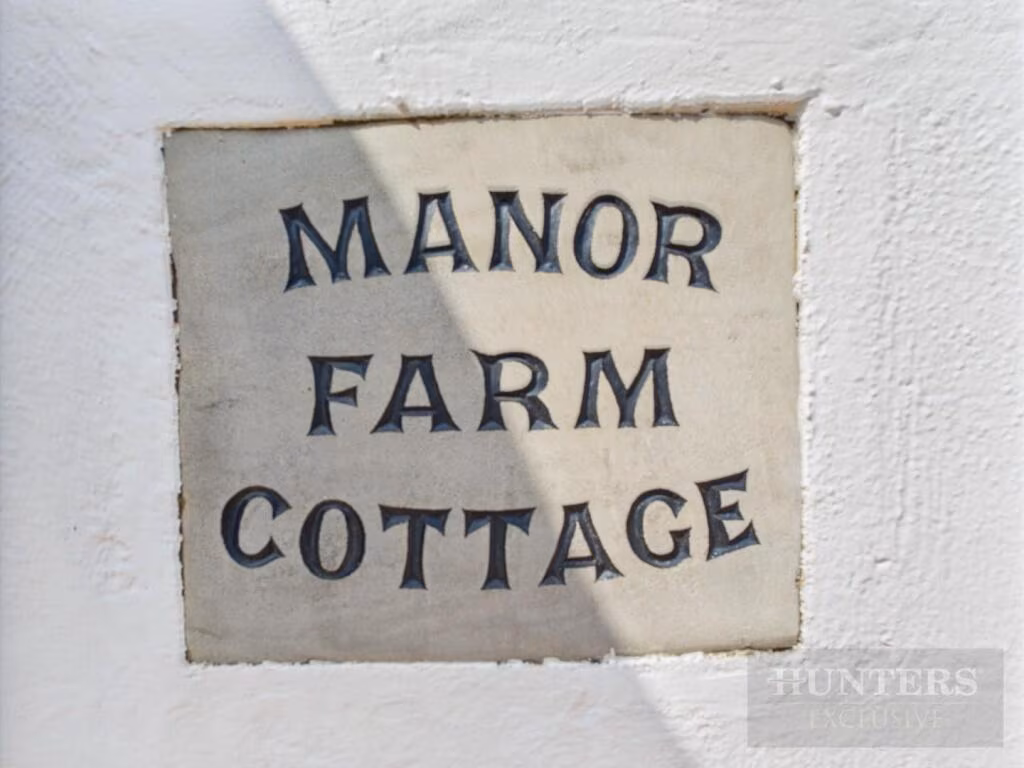 MANOR
FARM
COTTAGE
HUNTERS
EXCLUSIVE